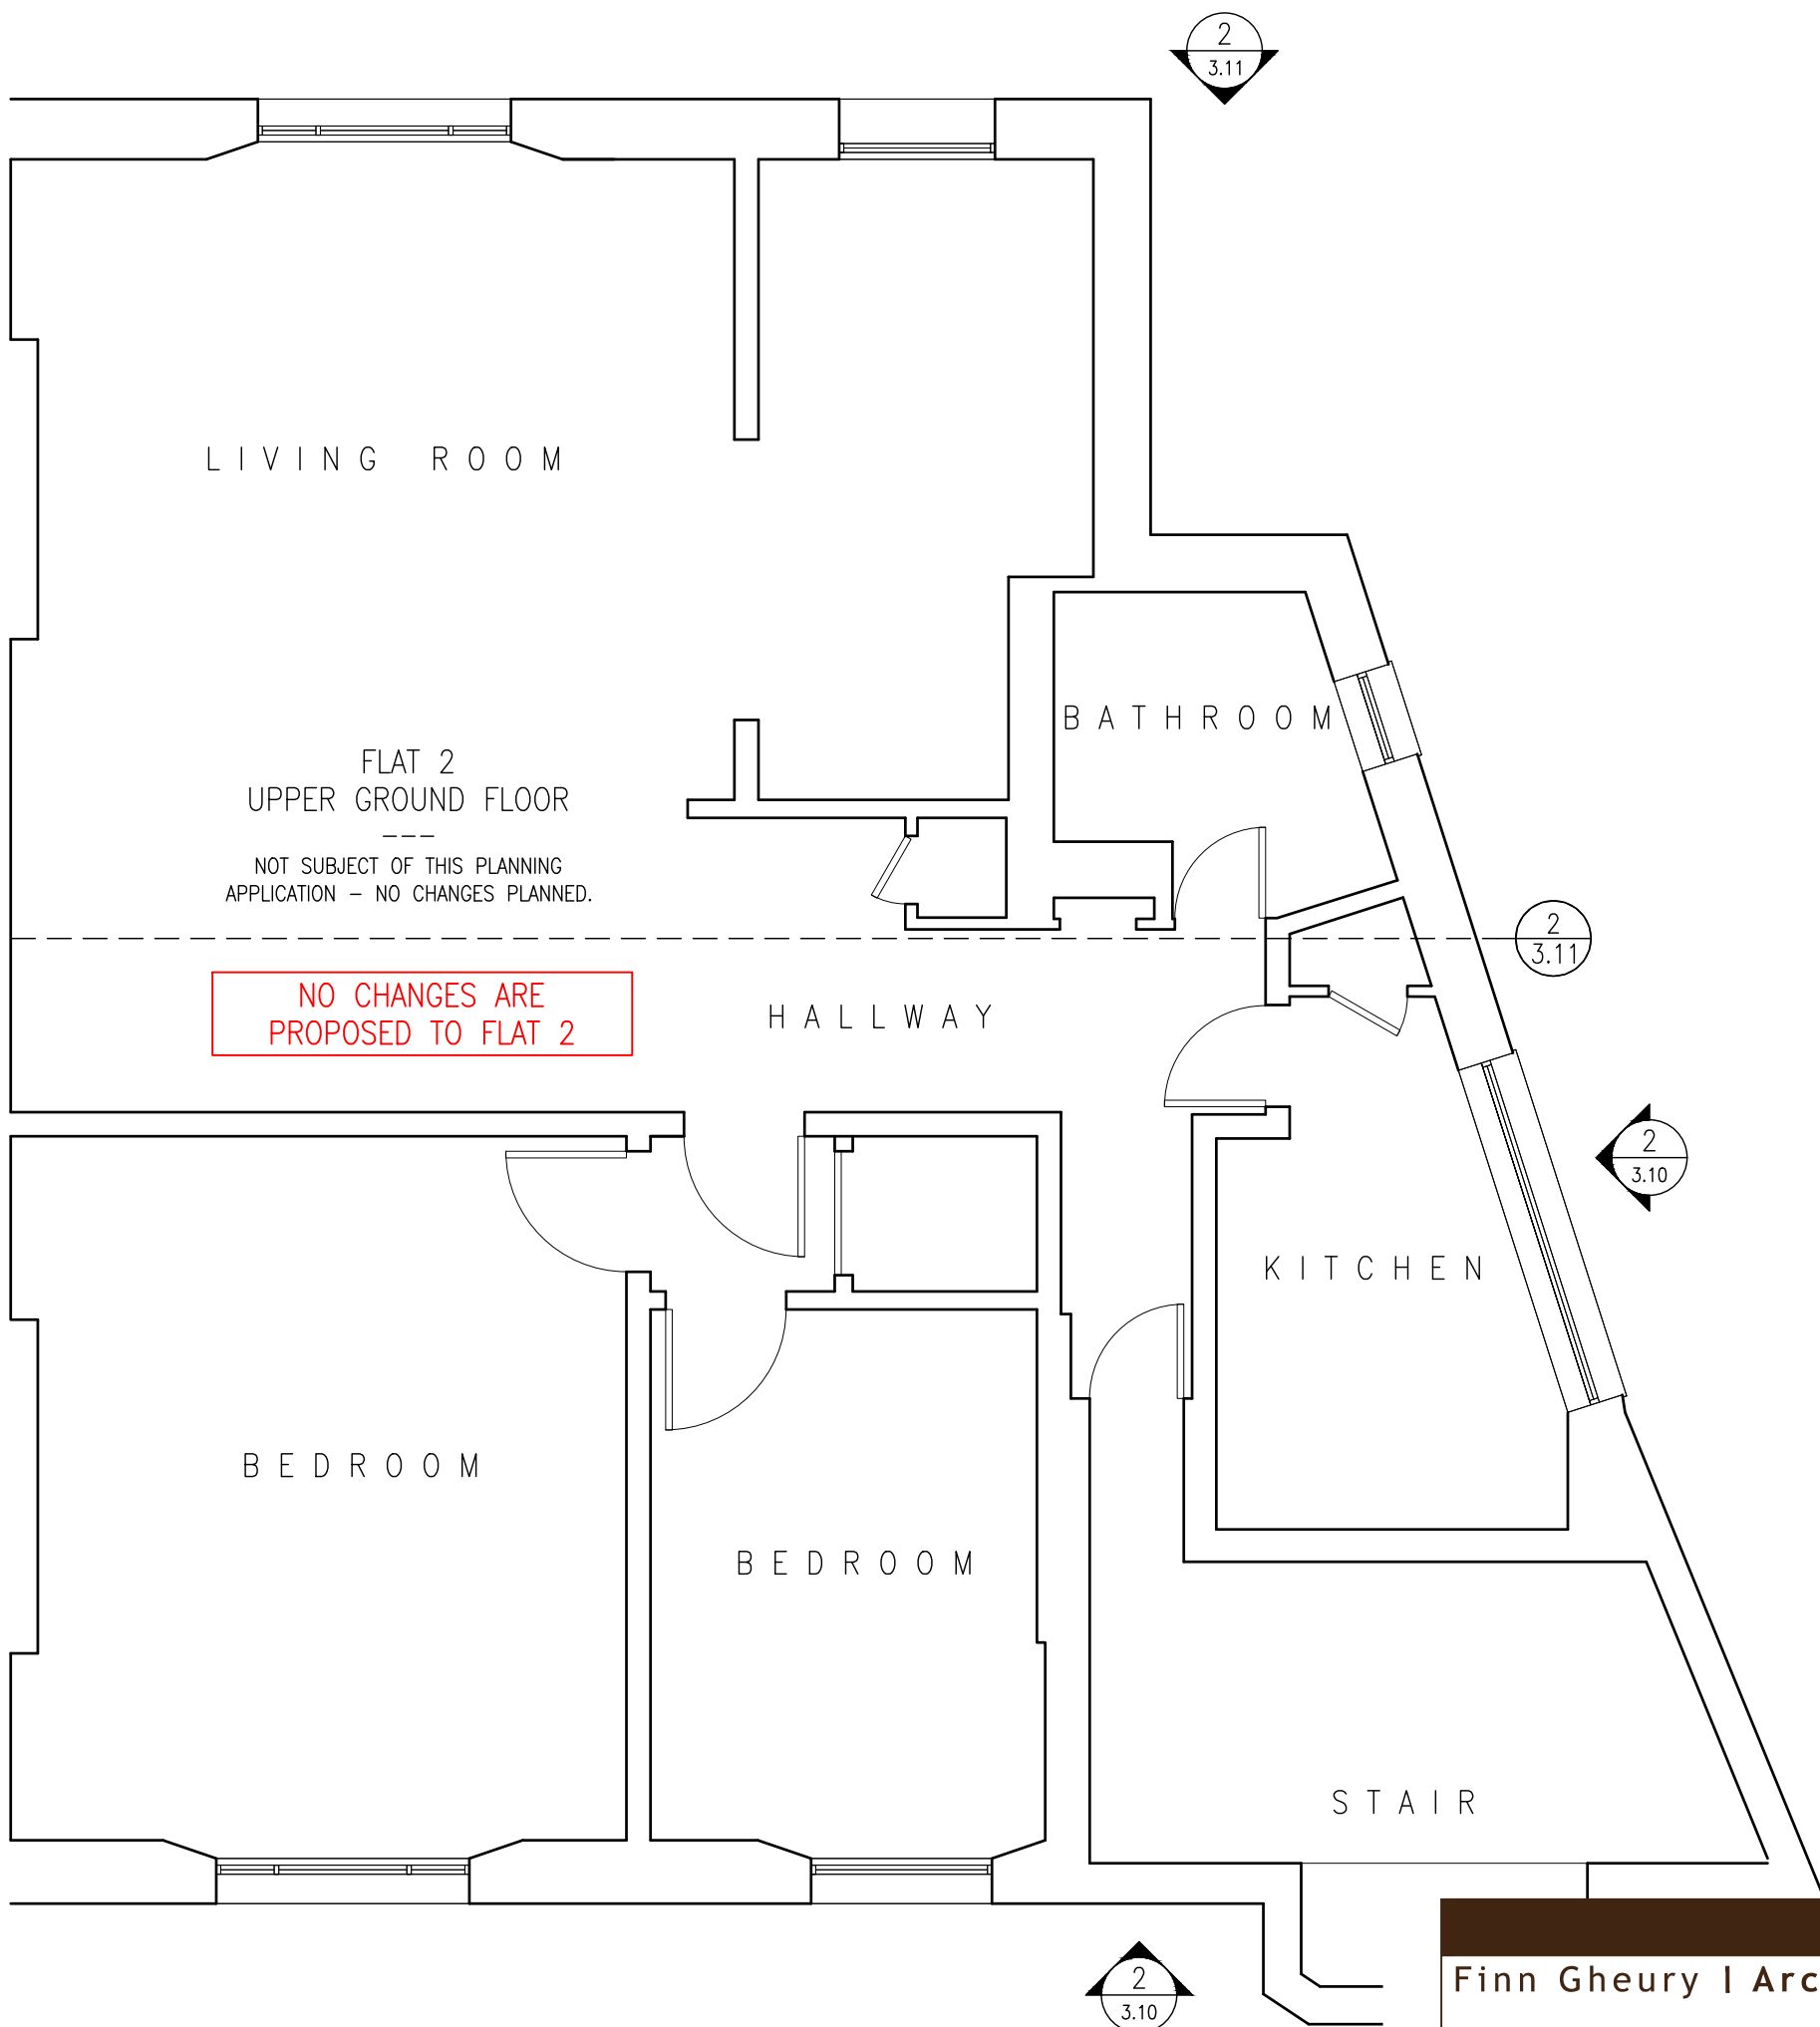 2
3.11
LIVING ROOM
BATHROOM
FLAT 2
UPPER GROUND FLOOR
---
NOT SUBJECT OF THIS PLANNING
APPLICATION – NO CHANGES PLANNED.
2
3.11
NO CHANGES ARE
PROPOSED TO FLAT 2
HALLWAY
2
3.10
KITCHEN
BEDROOM
BEDROOM
STAIR
2
3.10
Finn Gheury | Arc